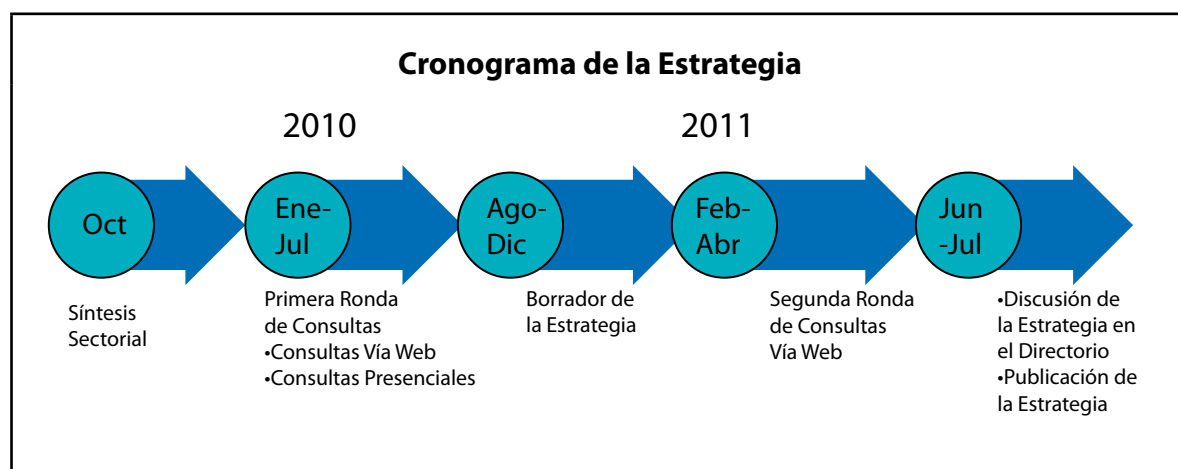 Cronograma de la Estrategia
2010
2011
Oct
Ene-
Jul
Ago-
Dic
Feb-
Abr
Jun
-Jul
Síntesis
Sectorial
Primera Ronda
de Consultas
•Consultas Vía Web
•Consultas Presenciales
Borrador de
la Estrategia
Segunda Ronda
de Consultas
Vía Web
•Discusión de
la Estrategia en
el Directorio
•Publicación de
la Estrategia